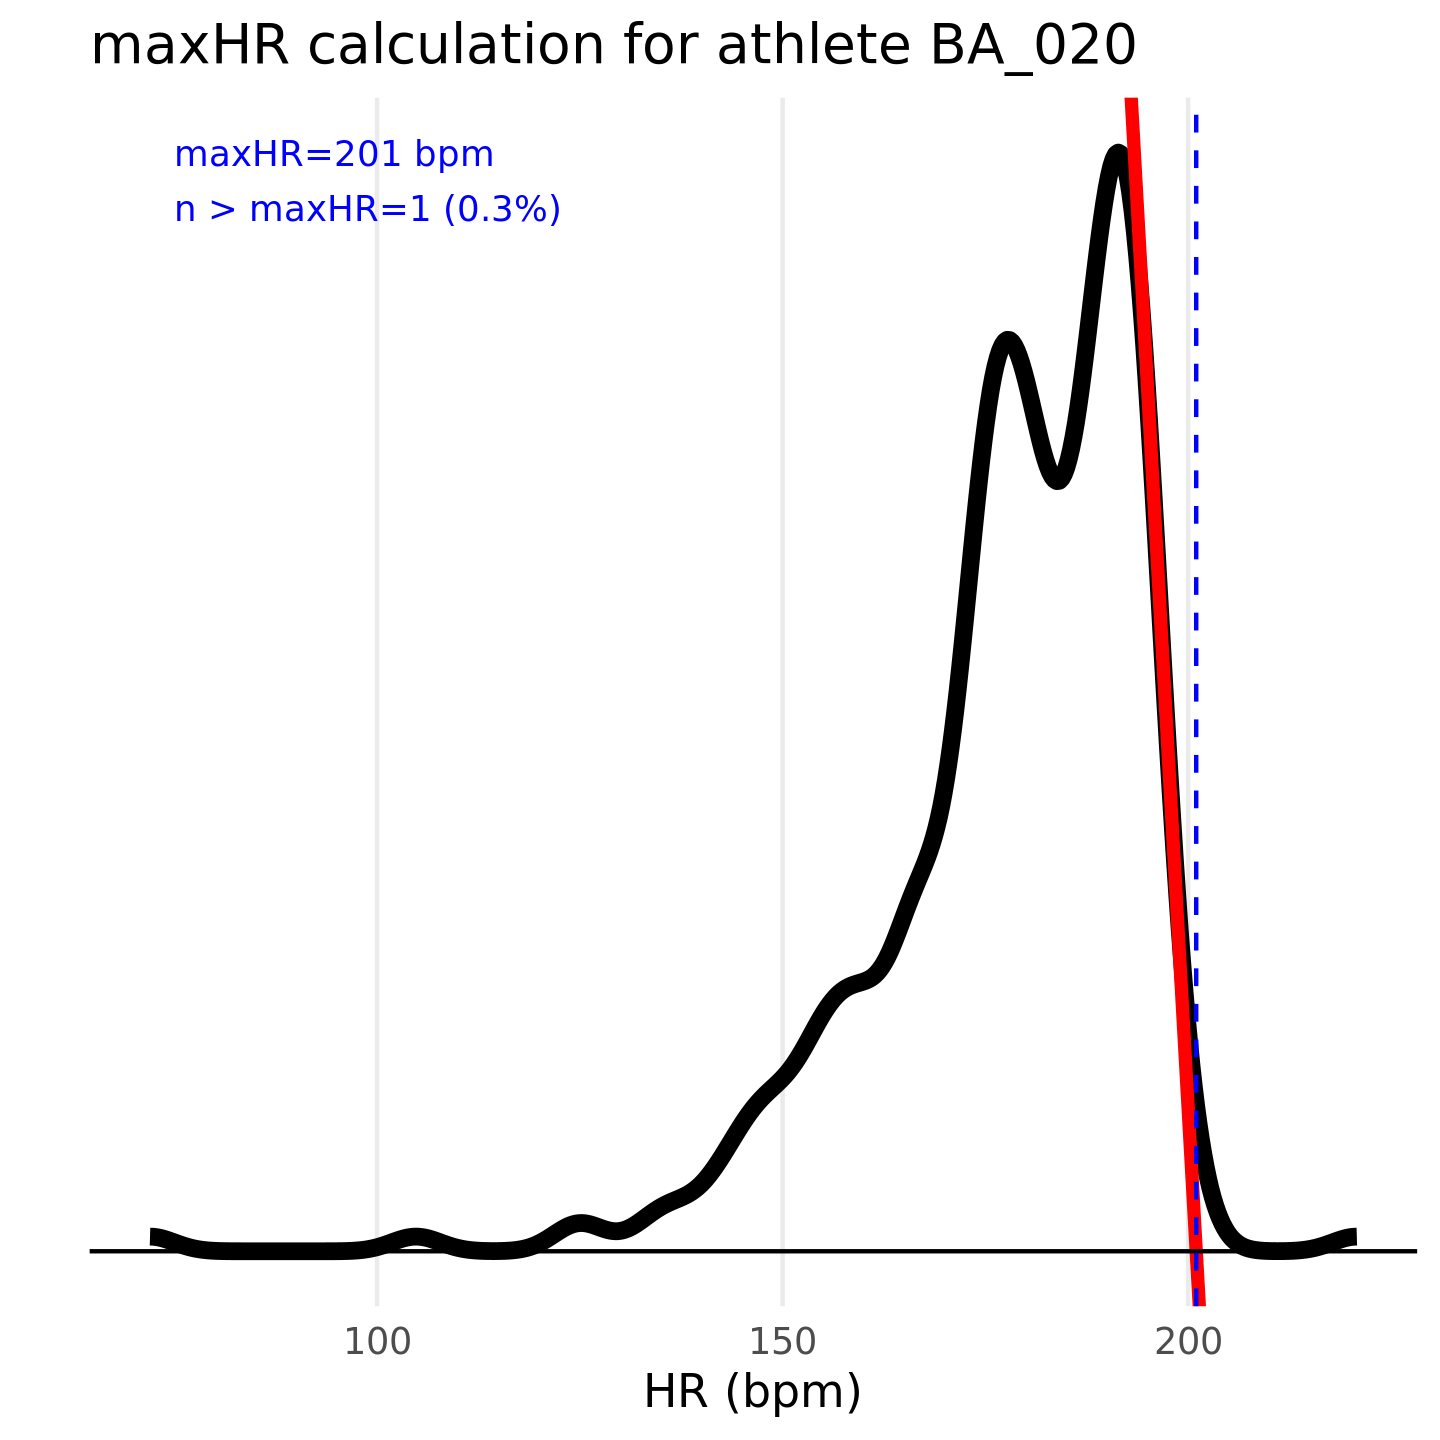 maxHR calculation for athlete BA_020
maxHR=201 bpm
n > maxHR=1 (0.3%)
100 150 200
HR (bpm)